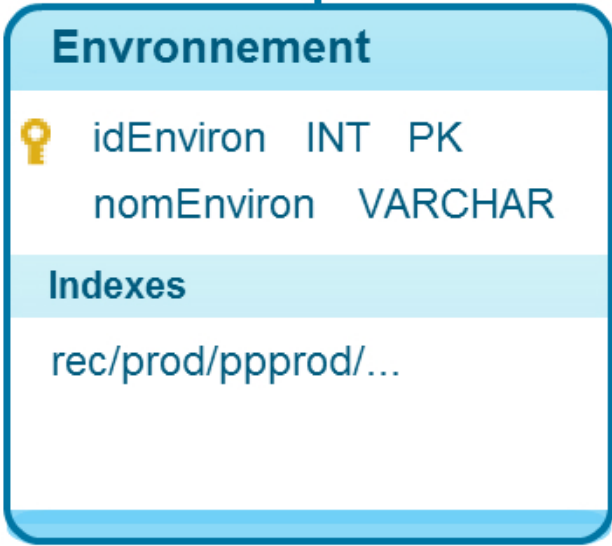 Envronnement
idEnviron INT PK
nomEnviron VARCHAR
Indexes
rec/prod/ppprod/...